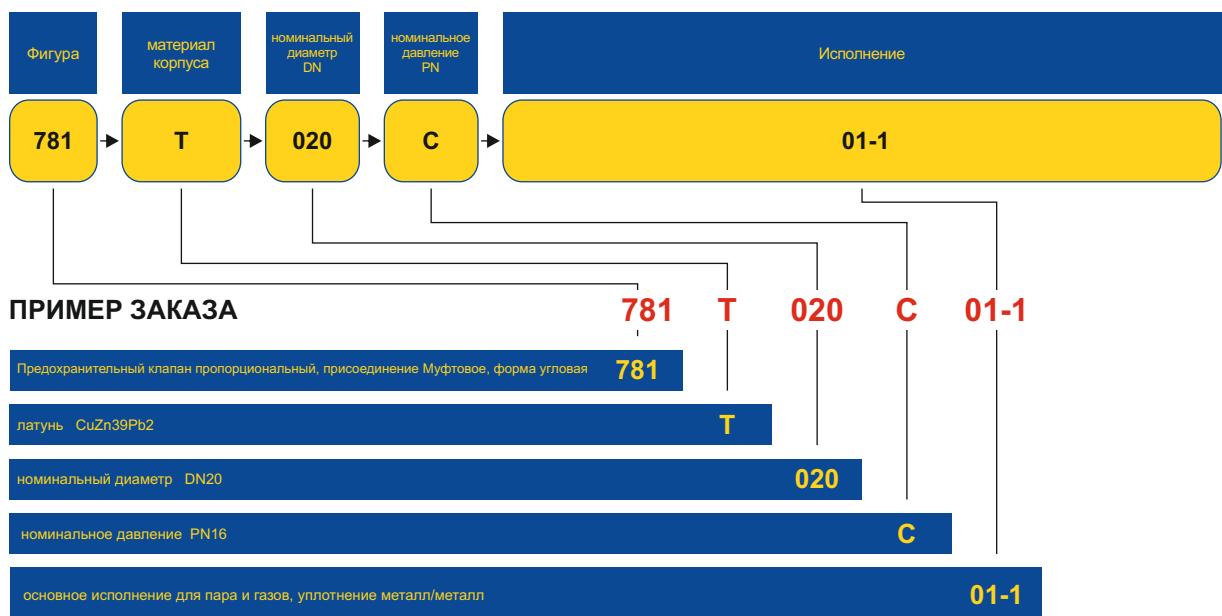 Фигура
материал
корпуса
номинальный
диаметр
DN
номинальное
давление
PN
Исполнение
781
T
020
C
01-1
ПРИМЕР ЗАКАЗА
781 T 020 C 01-1
Предохранительный клапан пропорциональный, присоединение Муфтовое, форма угловая 781
латунь CuZn39Pb2 T
номинальный диаметр DN20 020
номинальное давление PN16 C
основное исполнение для пара и газов, уплотнение металл/металл 01-1